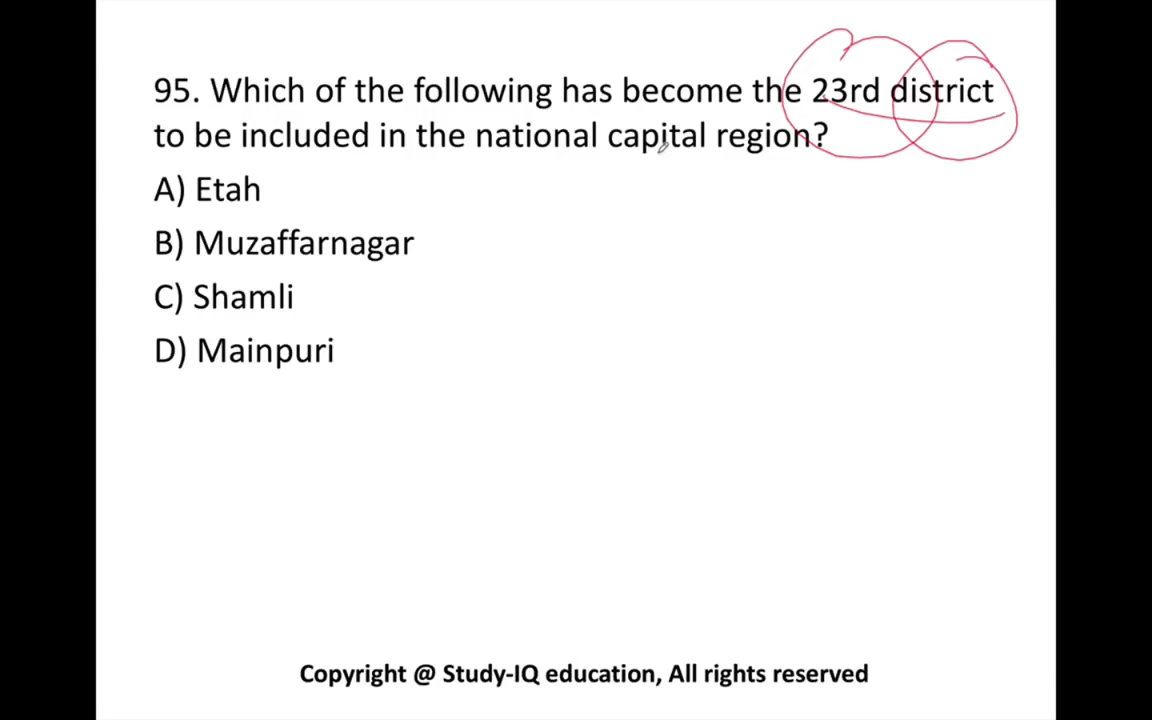 95. Which of the following has become the 23rd district
to be included in the national capital region?
A) Etah
B) Muzaffarnagar
C) Shamli
D) Mainpuri
Copyright @ Study-IQ education, All rights reserved